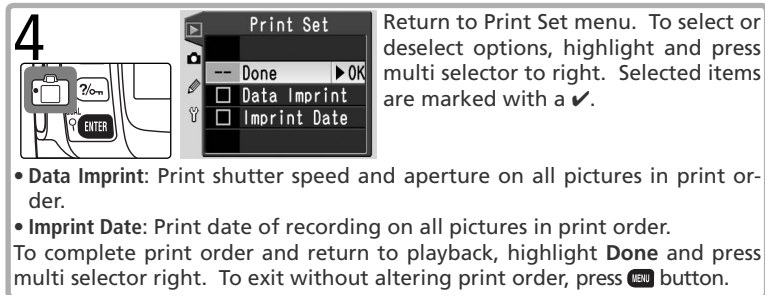 4
Print Set
-- Done ▶OK
Data Imprint
Imprint Date
?/
ENTER
Return to Print Set menu. To select or
deselect options, highlight and press
multi selector to right. Selected items
are marked with a ✔.
• Data Imprint: Print shutter speed and aperture on all pictures in print or-
der.
• Imprint Date: Print date of recording on all pictures in print order.
To complete print order and return to playback, highlight Done and press
multi selector right. To exit without altering print order, press MENU button.